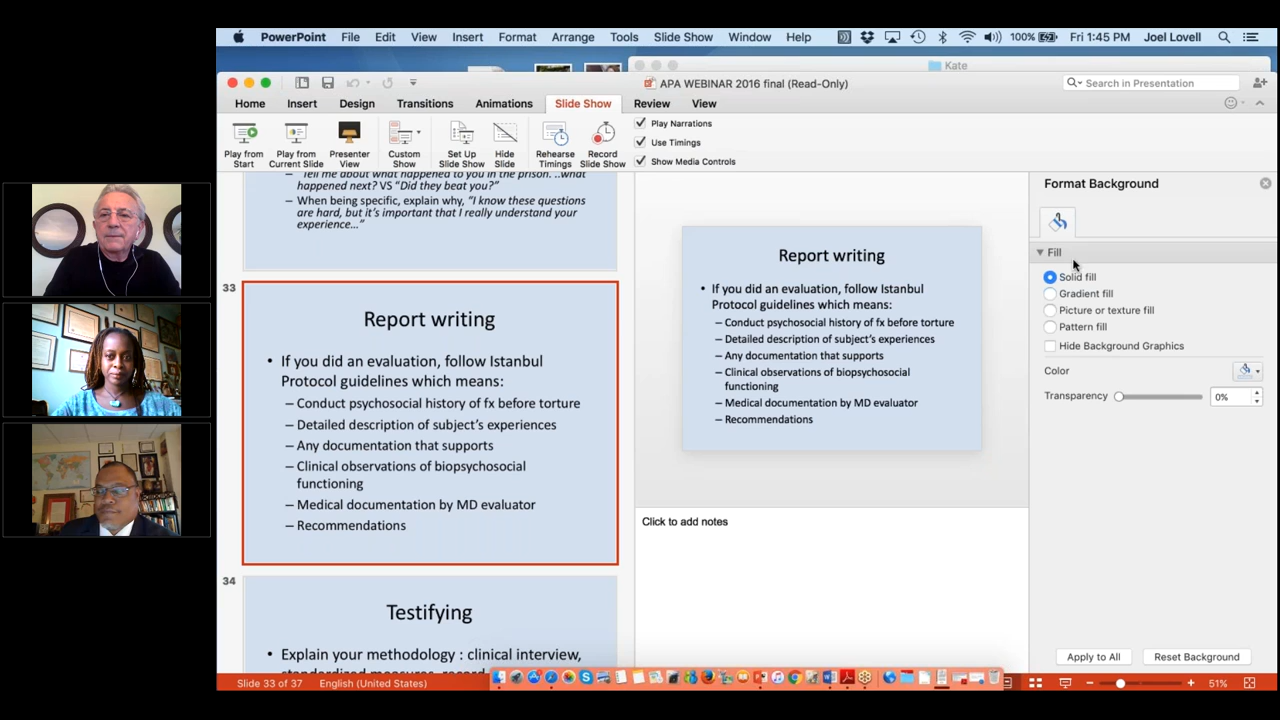 PowerPoint File Edit View Insert Format Arrange Tools Slide Show Window Help 100% Fri 1:45 PM Joel Lovell
Kate
APA WEBINAR 2016 final (Read-Only)
Search in Presentation
Home Insert Design Transitions Animations Slide Show Review View
Play from Start
Play from Current Slide
Presenter View
Custom Show
Set Up Slide Show
Hide Slide
Rehearse Timings
Record Slide Show
Play Narrations
Use Timings
Show Media Controls
– "Tell me about what happened to you in the prison. ..what
happened next? VS "Did they beat you?"
– When being specific, explain why, "I know these questions
are hard, but it's important that I really understand your
experience…"
33
Report writing
• If you did an evaluation, follow Istanbul
Protocol guidelines which means:
– Conduct psychosocial history of fx before torture
– Detailed description of subject's experiences
– Any documentation that supports
– Clinical observations of biopsychosocial
functioning
– Medical documentation by MD evaluator
– Recommendations
34
Testifying
• Explain your methodology : clinical interview,
Report writing
• If you did an evaluation, follow Istanbul
Protocol guidelines which means:
– Conduct psychosocial history of fx before torture
– Detailed description of subject's experiences
– Any documentation that supports
– Clinical observations of biopsychosocial
functioning
– Medical documentation by MD evaluator
– Recommendations
Click to add notes
Format Background
Fill
Solid fill
Gradient fill
Picture or texture fill
Pattern fill
Hide Background Graphics
Color
Transparency 0%
Apply to All Reset Background
Slide 33 of 37 English (United States) 51%